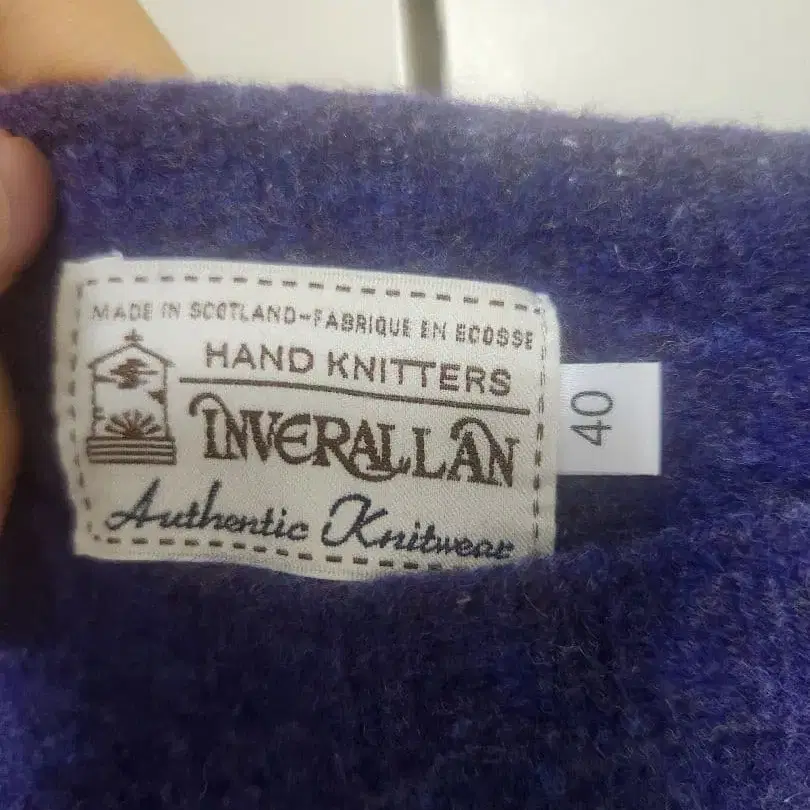 MADE IN SCOTLAND-FABRIQUE EN ECOSSE
HAND KNITTERS
INVERALLAN
Authentic Knitwear
40